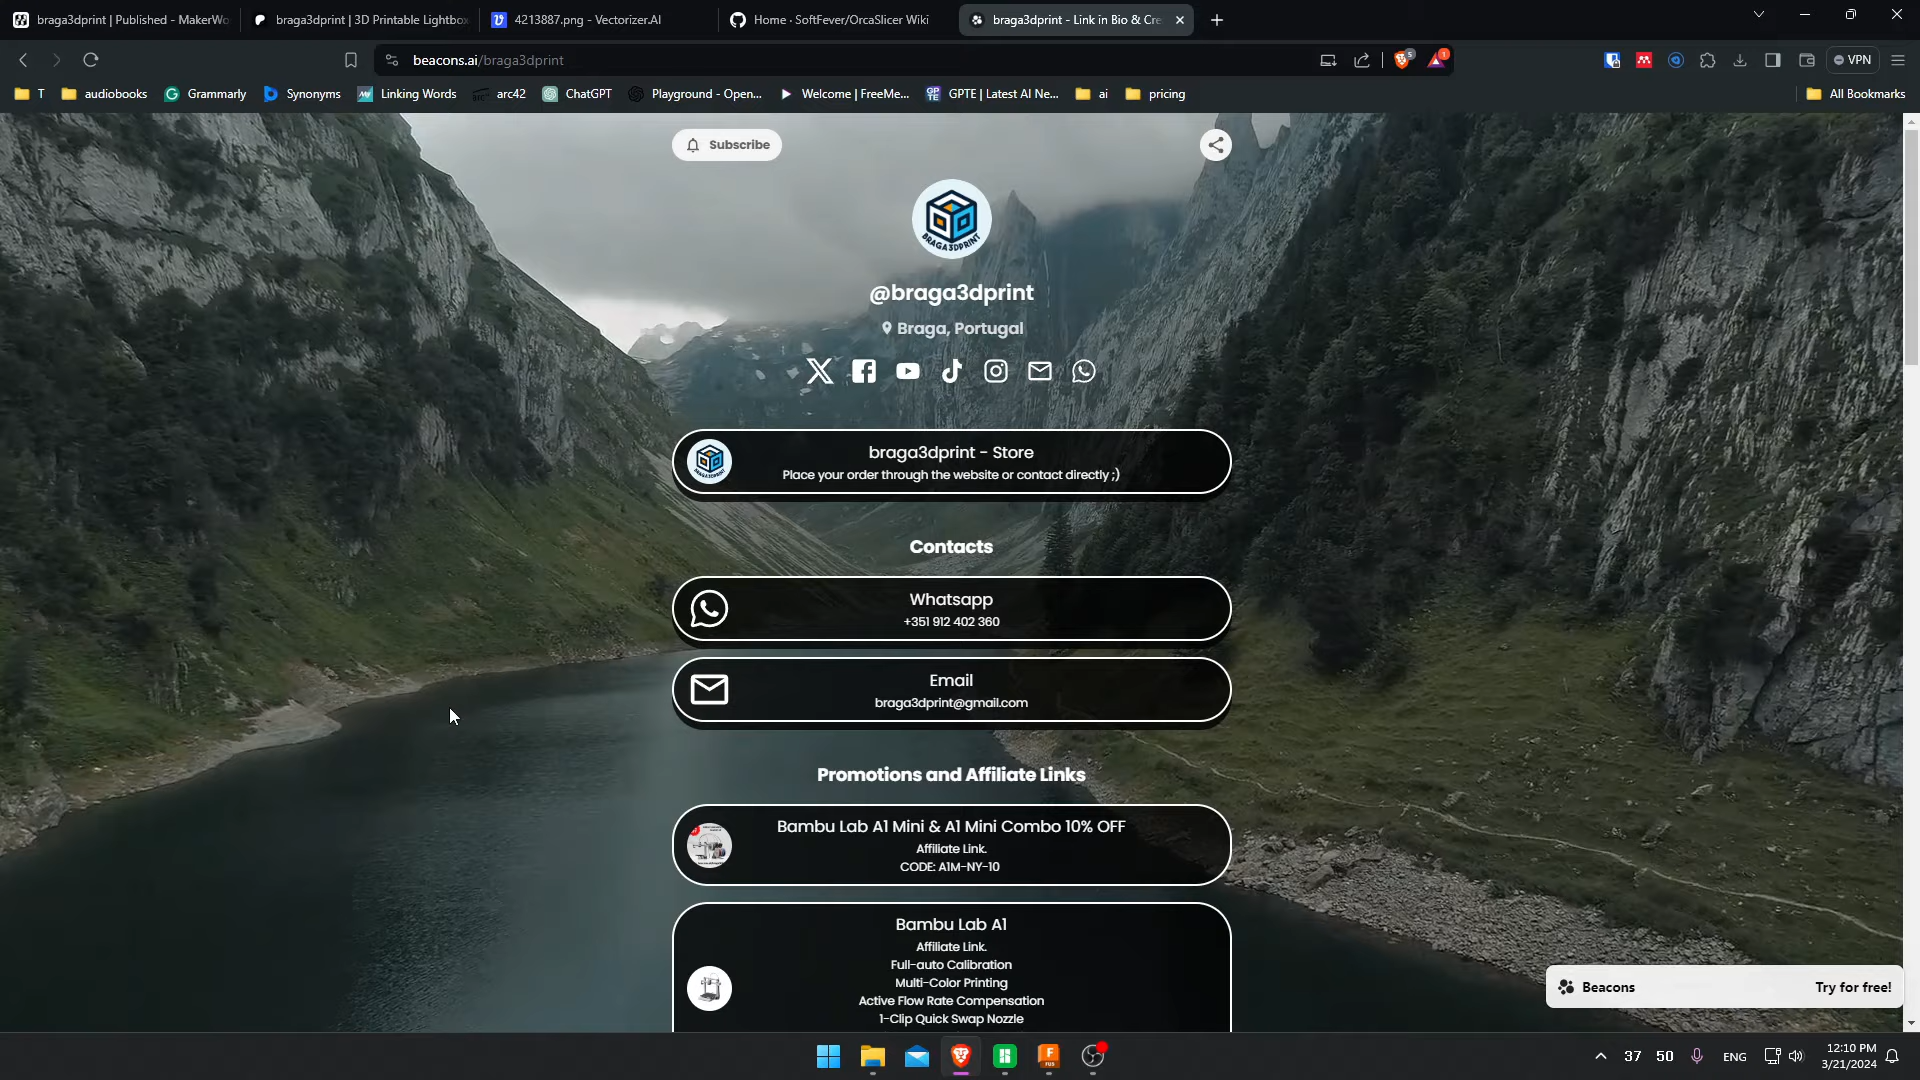 braga3dprint | Published - MakerWo
braga3dprint | 3D Printable Lightbox
4213887.png - Vectorizer.AI
Home · SoftFever/OrcaSlicer Wiki
braga3dprint - Link in Bio & Cre
beacons.ai/braga3dprint
5
1
VPN
T
audiobooks
Grammarly
Synonyms
Linking Words
arc42
ChatGPT
Playground - Open...
Welcome | FreeMe...
GPTE | Latest AI Ne...
ai
pricing
All Bookmarks
Subscribe
BRAGA3DPRINT
@braga3dprint
Braga, Portugal
braga3dprint - Store
Place your order through the website or contact directly ;)
Contacts
Whatsapp
+351 912 402 360
Email
braga3dprint@gmail.com
Promotions and Affiliate Links
Bambu Lab A1 Mini & A1 Mini Combo 10% OFF
Affiliate Link.
CODE: A1M-NY-10
Bambu Lab A1
Affiliate Link.
Full-auto Calibration
Multi-Color Printing
Active Flow Rate Compensation
1-Clip Quick Swap Nozzle
Beacons
Try for free!
37
50
ENG
12:10 PM
3/21/2024